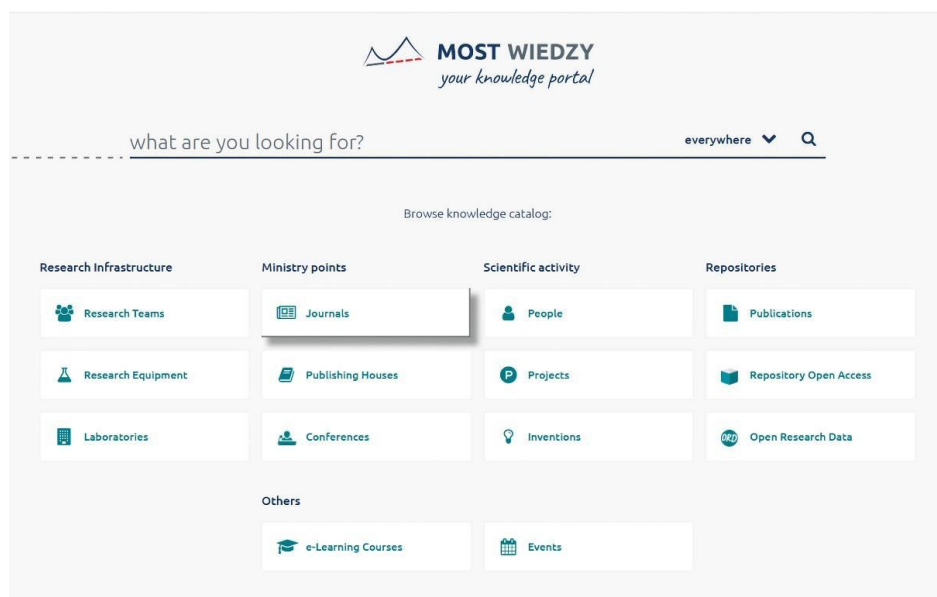 MOST WIEDZY
your knowledge portal
what are you looking for?
everywhere
Browse knowledge catalog:
Research Infrastructure
Research Teams
Research Equipment
Laboratories
Ministry points
Journals
Publishing Houses
Conferences
Scientific activity
People
P Projects
Inventions
Repositories
Publications
Repository Open Access
ORD Open Research Data
Others
e-Learning Courses
Events